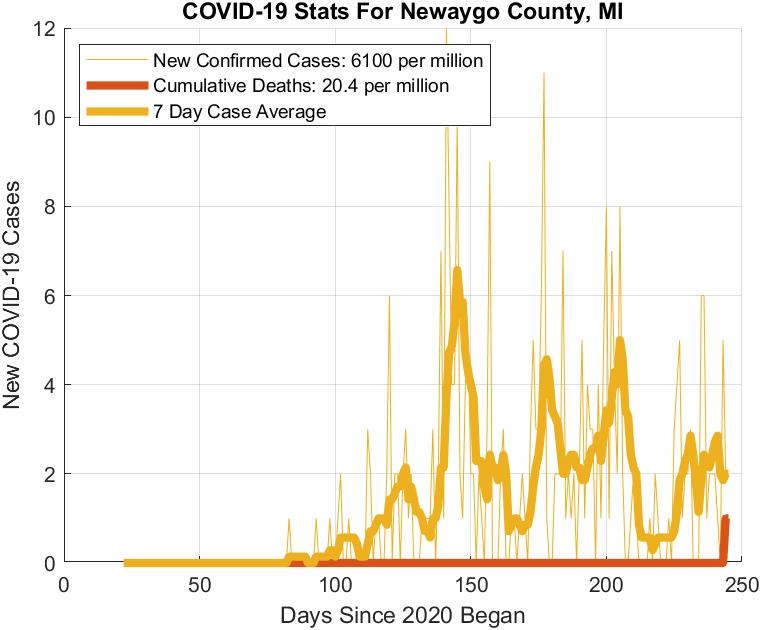 COVID-19 Stats For Newaygo County, MI
New Confirmed Cases: 6100 per million
Cumulative Deaths: 20.4 per million
7 Day Case Average
New COVID-19 Cases
12
10
8
6
4
2
0
0 50 100 150 200 250
Days Since 2020 Began